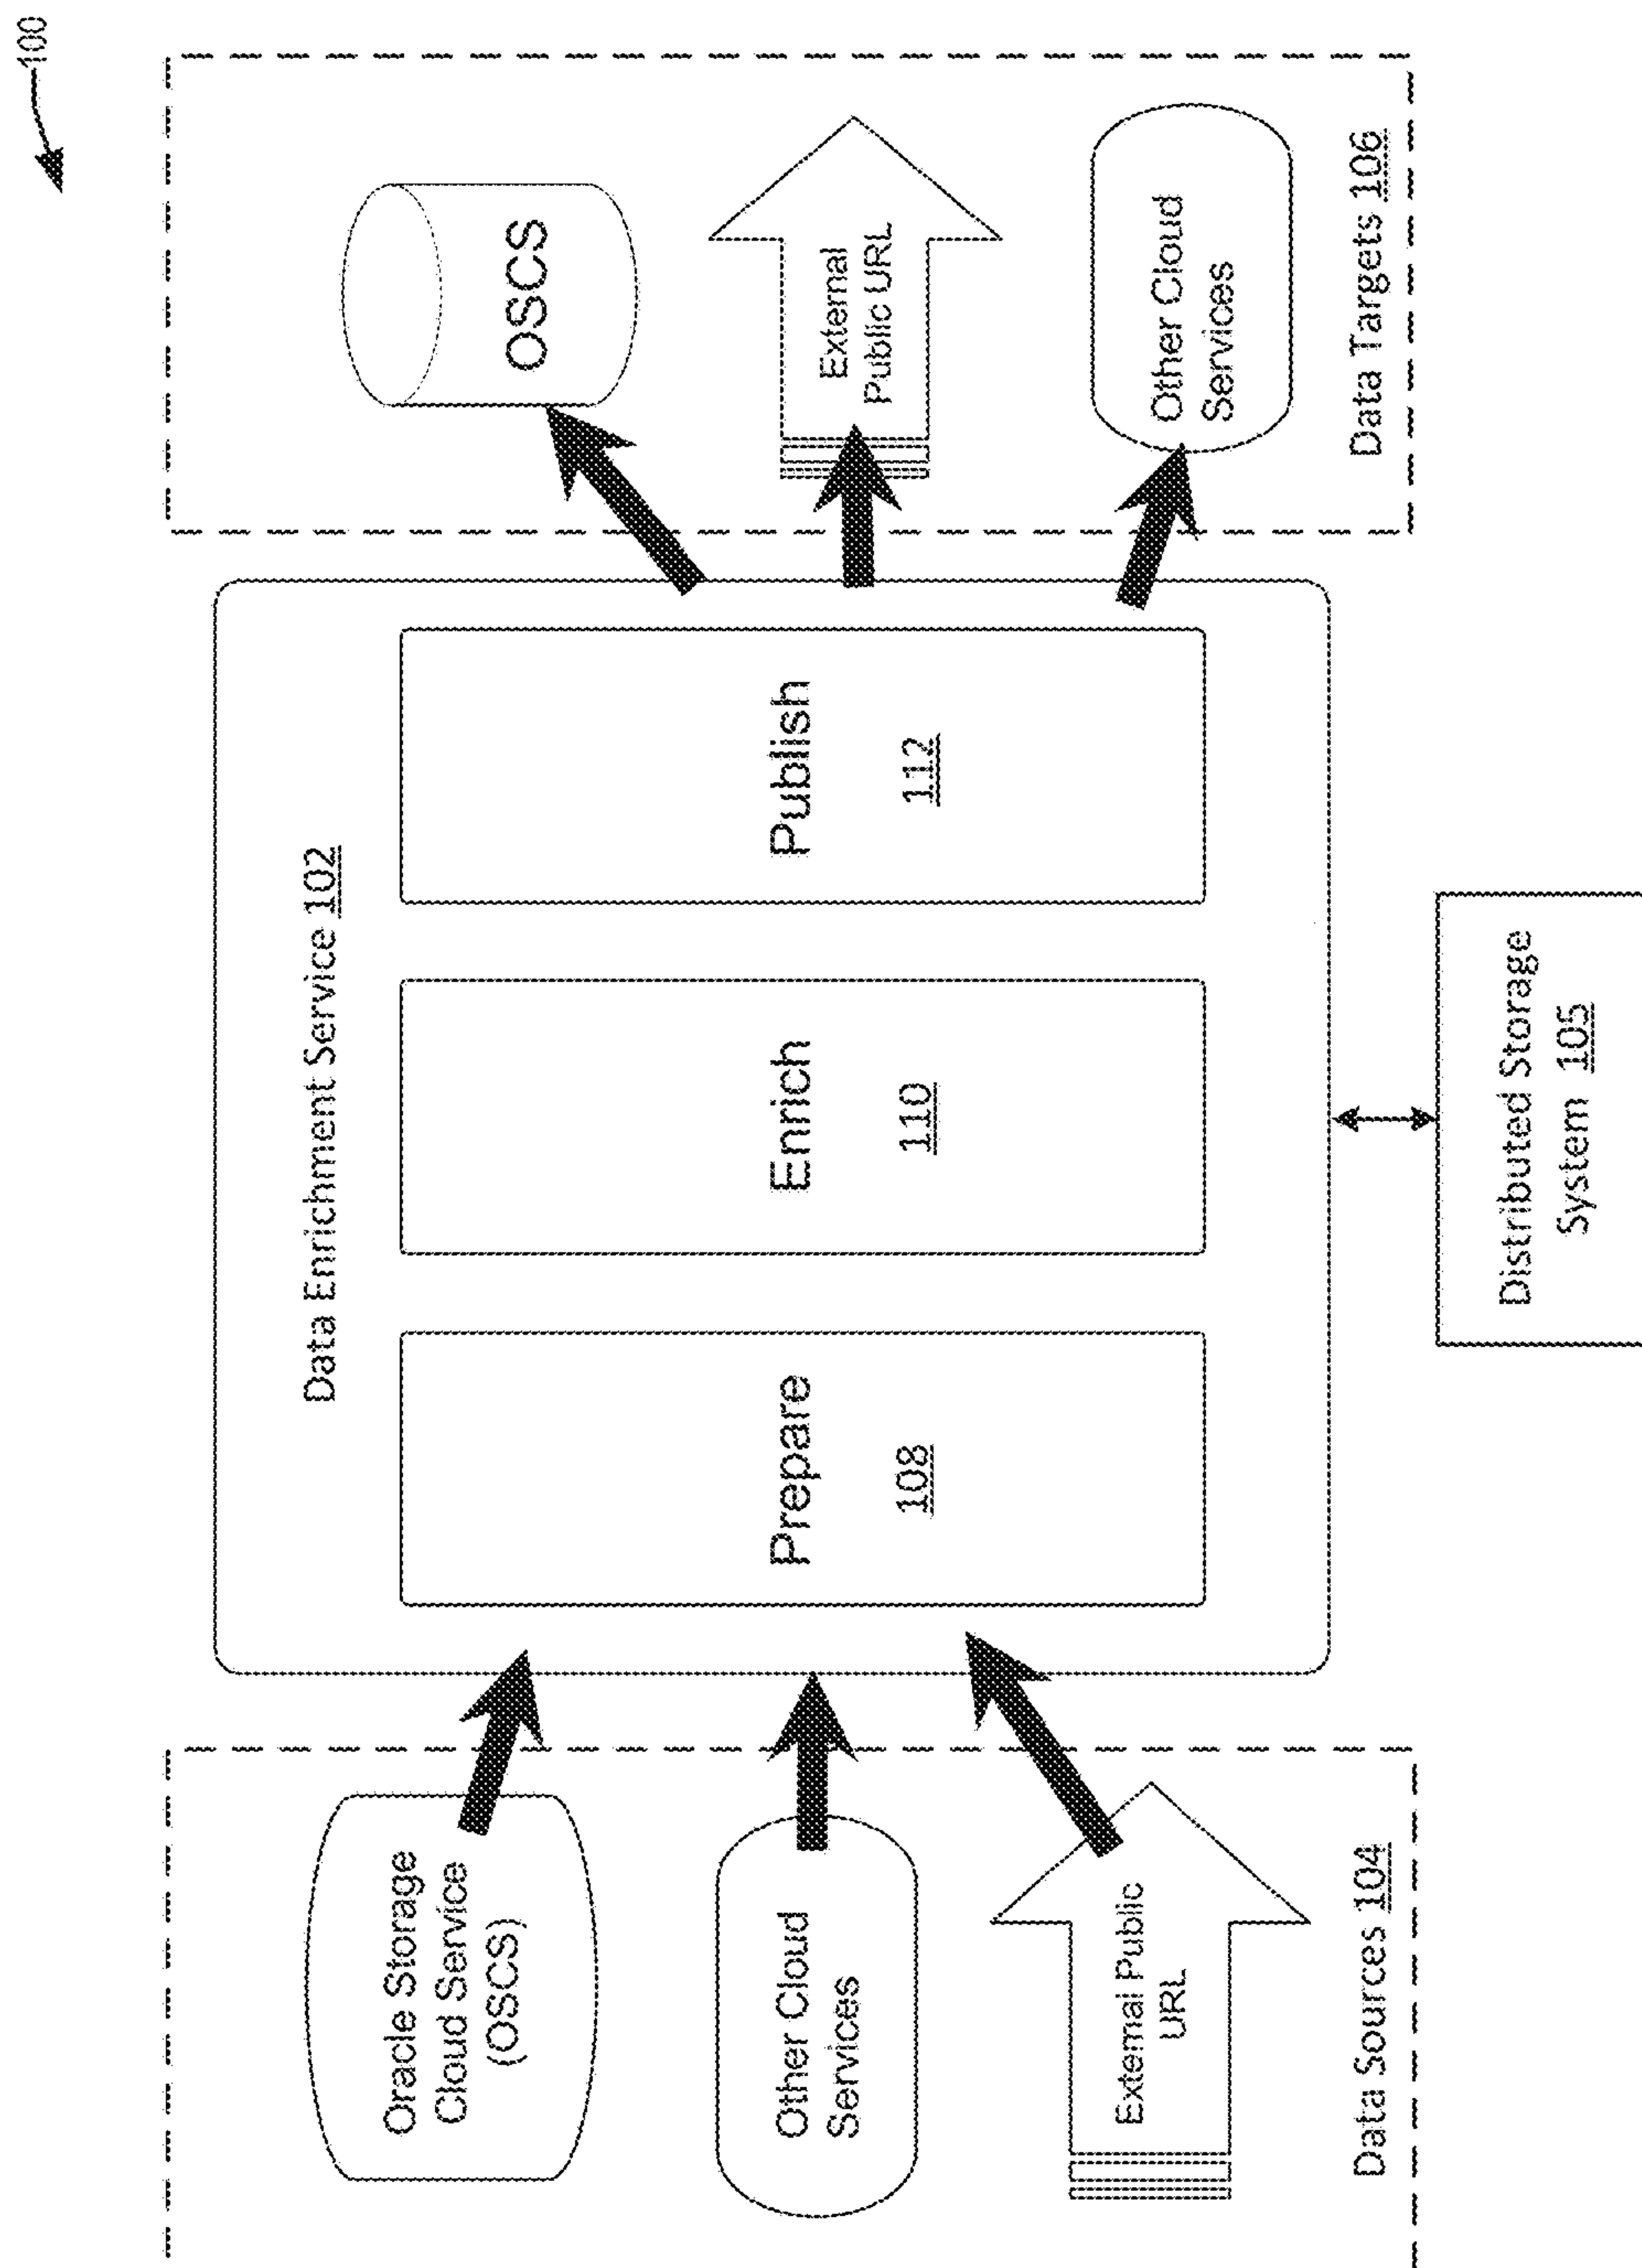 100
Data Enrichment Service 102
Oracle Storage
Cloud Service
(OSCS)
Other Cloud
Services
External Public
URL
Data Sources 104
Prepare
108
Enrich
110
Publish
112
OSCS
External
Public URL
Other Cloud
Services
Data Targets 106
Distributed Storage
System 105